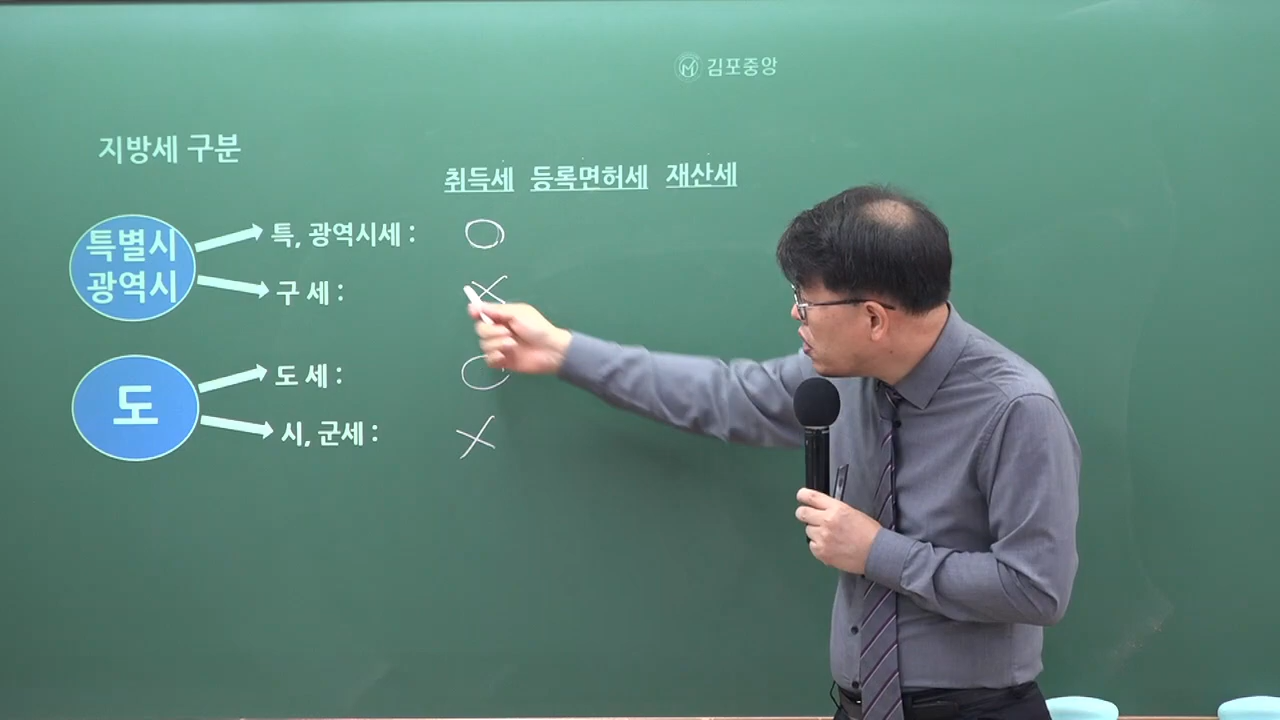 김포중앙
지방세 구분
취득세 등록면허세 재산세
특별시
광역시
특, 광역시세 : ○
구 세 : ×
도
도 세 : ○
시, 군세 : ×